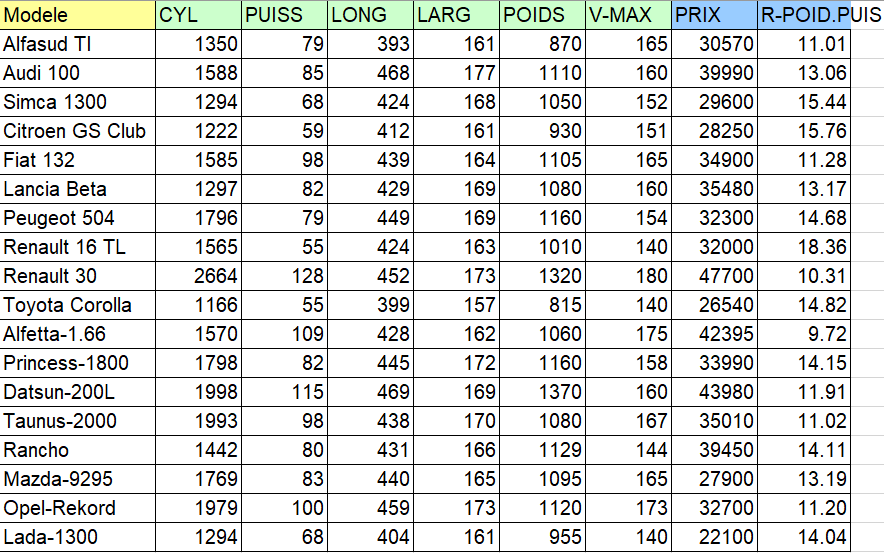 Modele CYL PUISS LONG LARG POIDS V-MAX PRIX R-POID.PUIS
Alfasud TI 1350 79 393 161 870 165 30570 11.01
Audi 100 1588 85 468 177 1110 160 39990 13.06
Simca 1300 1294 68 424 168 1050 152 29600 15.44
Citroen GS Club 1222 59 412 161 930 151 28250 15.76
Fiat 132 1585 98 439 164 1105 165 34900 11.28
Lancia Beta 1297 82 429 169 1080 160 35480 13.17
Peugeot 504 1796 79 449 169 1160 154 32300 14.68
Renault 16 TL 1565 55 424 163 1010 140 32000 18.36
Renault 30 2664 128 452 173 1320 180 47700 10.31
Toyota Corolla 1166 55 399 157 815 140 26540 14.82
Alfetta-1.66 1570 109 428 162 1060 175 42395 9.72
Princess-1800 1798 82 445 172 1160 158 33990 14.15
Datsun-200L 1998 115 469 169 1370 160 43980 11.91
Taunus-2000 1993 98 438 170 1080 167 35010 11.02
Rancho 1442 80 431 166 1129 144 39450 14.11
Mazda-9295 1769 83 440 165 1095 165 27900 13.19
Opel-Rekord 1979 100 459 173 1120 173 32700 11.20
Lada-1300 1294 68 404 161 955 140 22100 14.04